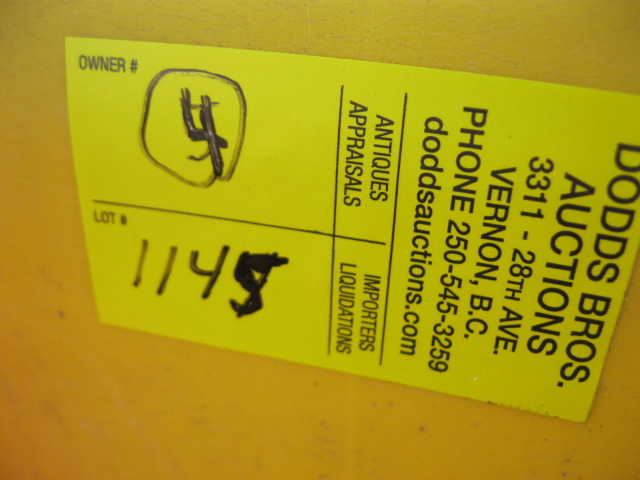 DODDS BROS.
AUCTIONS
3311 - 28TH AVE.
VERNON, B.C.
PHONE 250-545-3259
doddsauctions.com
ANTIQUES
APPRAISALS
IMPORTERS
LIQUIDATIONS
OWNER #
LOT #